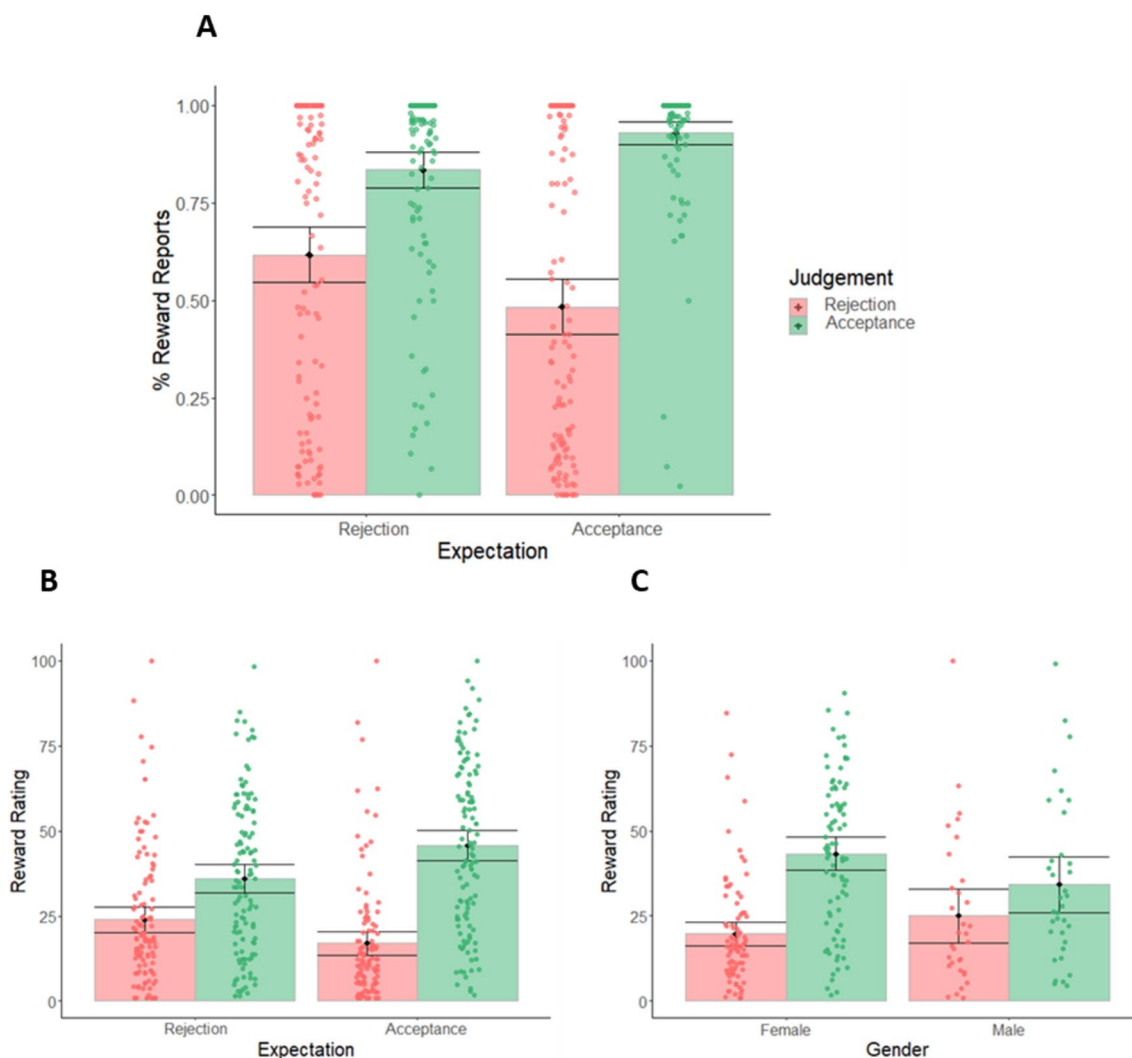 A
% Reward Reports
1.00
0.75
0.50
0.25
0.00
Rejection
Acceptance
Expectation
Judgement
Rejection
Acceptance
B
Reward Rating
100
75
50
25
0
Rejection
Acceptance
Expectation
C
Reward Rating
100
75
50
25
0
Female
Male
Gender